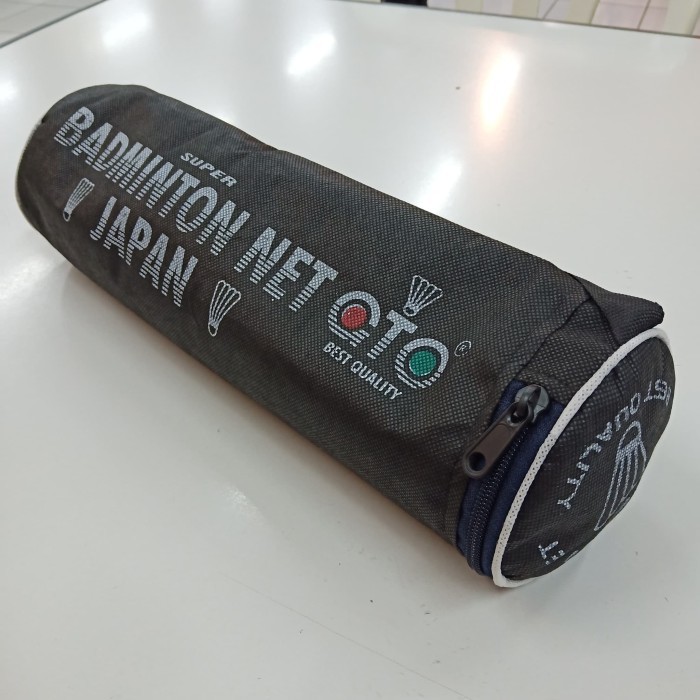 SUPER
BADMINTON NET
JAPAN
GTO ®
BEST QUALITY
BEST QUALITY